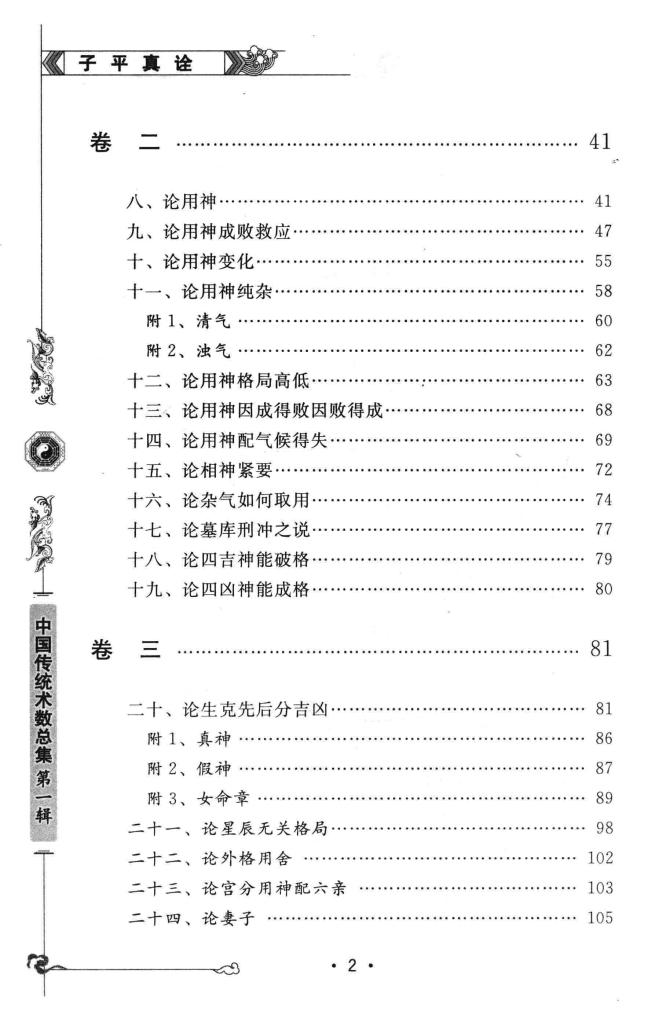 子平真诠
卷 二 …… 41
八、论用神…… 41
九、论用神成败救应…… 47
十、论用神变化…… 55
十一、论用神纯杂…… 58
附1、清气…… 60
附2、浊气…… 62
十二、论用神格局高低…… 63
十三、论用神因成得败因败得成…… 68
十四、论用神配气候得失…… 69
十五、论相神紧要…… 72
十六、论杂气如何取用…… 74
十七、论墓库刑冲之说…… 77
十八、论四吉神能破格…… 79
十九、论四凶神能成格…… 80
卷 三 …… 81
二十、论生克先后分吉凶…… 81
附1、真神…… 86
附2、假神…… 87
附3、女命章…… 89
二十一、论星辰无关格局…… 98
二十二、论外格用舍…… 102
二十三、论宫分用神配六亲…… 103
二十四、论妻子…… 105
中国传统术数总集 第一辑
· 2 ·